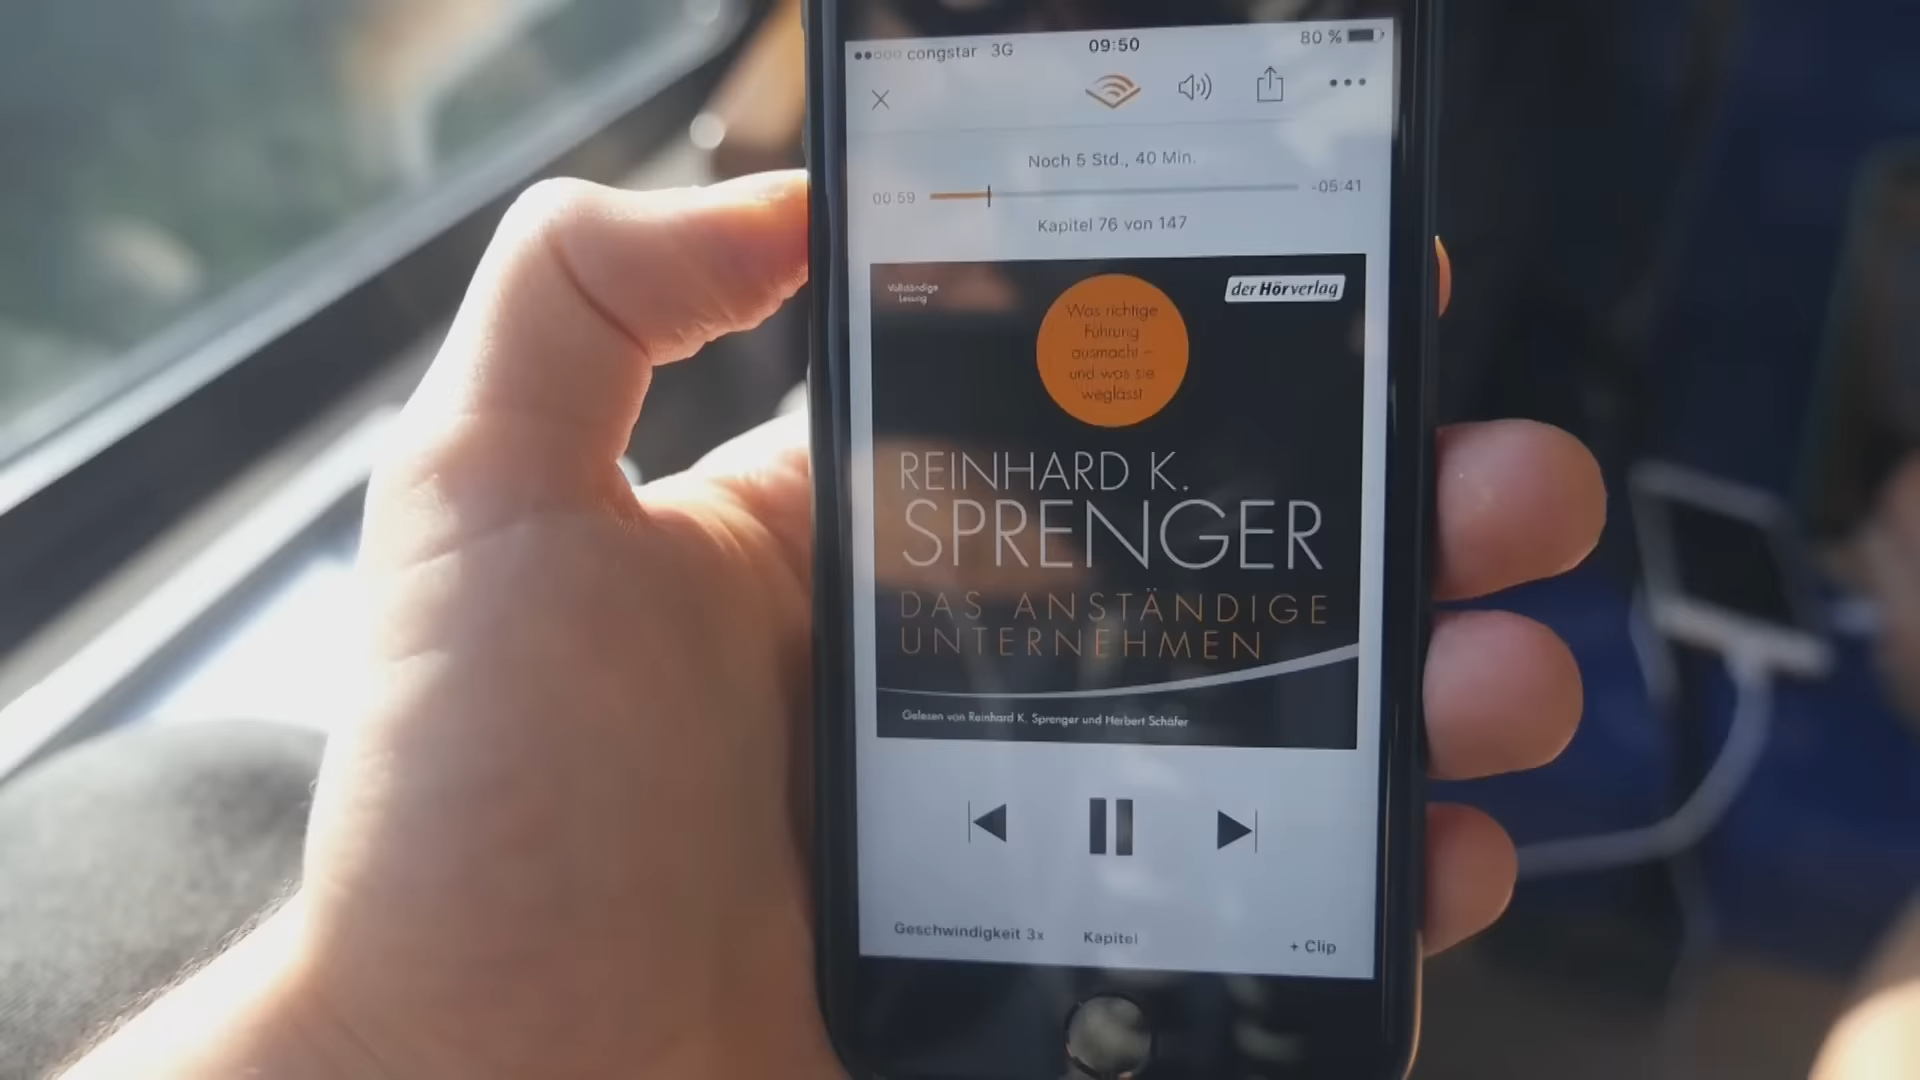 congstar 3G 09:50 80 %
Noch 5 Std., 40 Min.
00:59 -05:41
Kapitel 76 von 147
Vollständige
Lesung
Was richtige
Führung
ausmacht –
und was sie
weglässt
der Hörverlag
REINHARD K.
SPRENGER
DAS ANSTÄNDIGE
UNTERNEHMEN
Gelesen von Reinhard K. Sprenger und Herbert Schäfer
Geschwindigkeit 3x Kapitel + Clip